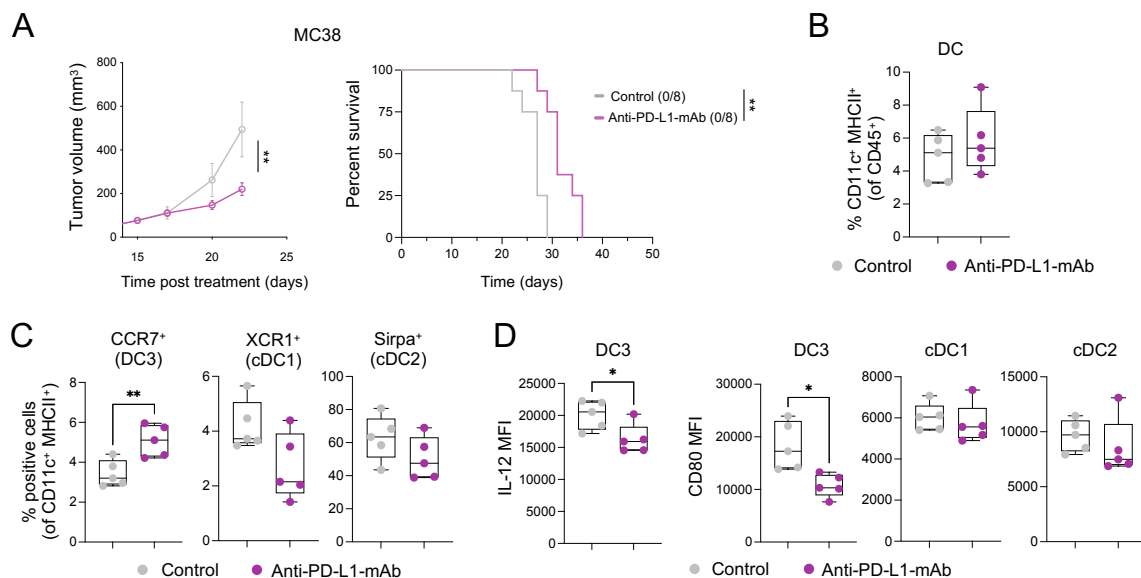 A
MC38
Tumor volume (mm³)
800
600
400
200
0
15
20
25
Time post treatment (days)
**
Percent survival
100
75
50
25
0
0
10
20
30
40
50
Time (days)
Control (0/8)
Anti-PD-L1-mAb (0/8)
**
B
DC
% CD11c⁺ MHCII⁺
(of CD45⁺)
10
8
6
4
2
0
Control
Anti-PD-L1-mAb
C
CCR7⁺
(DC3)
XCR1⁺
(cDC1)
Sirpa⁺
(cDC2)
% positive cells
(of CD11c⁺ MHCII⁺)
8
6
4
2
0
**
6
4
2
0
100
80
60
40
20
0
Control
Anti-PD-L1-mAb
D
DC3
DC3
cDC1
cDC2
IL-12 MFI
25000
20000
15000
10000
5000
0
*
CD80 MFI
20000
10000
0
*
8000
6000
4000
2000
0
15000
10000
5000
0
Control
Anti-PD-L1-mAb